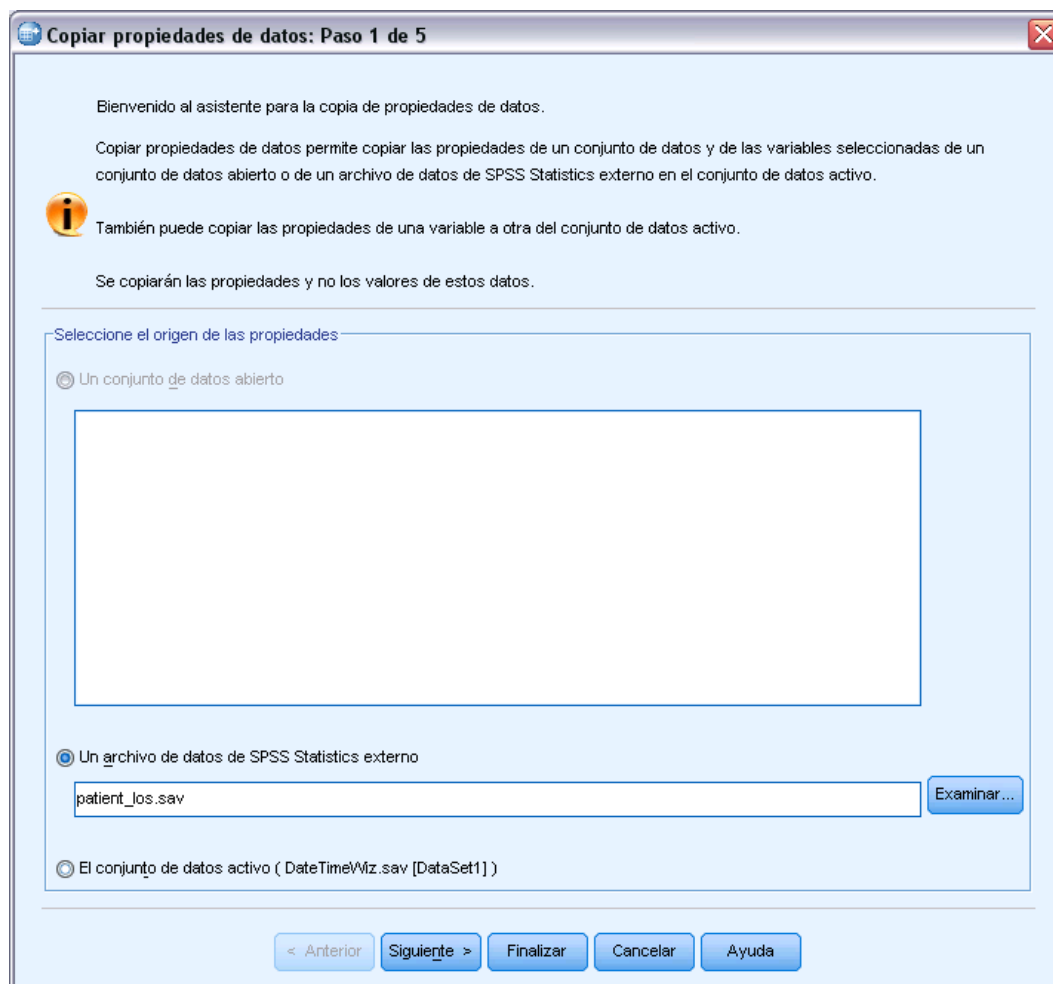 Copiar propiedades de datos: Paso 1 de 5
Bienvenido al asistente para la copia de propiedades de datos.
Copiar propiedades de datos permite copiar las propiedades de un conjunto de datos y de las variables seleccionadas de un
conjunto de datos abierto o de un archivo de datos de SPSS Statistics externo en el conjunto de datos activo.
También puede copiar las propiedades de una variable a otra del conjunto de datos activo.
Se copiarán las propiedades y no los valores de estos datos.
Seleccione el origen de las propiedades
Un conjunto de datos abierto
Un archivo de datos de SPSS Statistics externo
patient_los.sav
Examinar...
El conjunto de datos activo ( DateTimeWiz.sav [DataSet1] )
< Anterior
Siguiente >
Finalizar
Cancelar
Ayuda